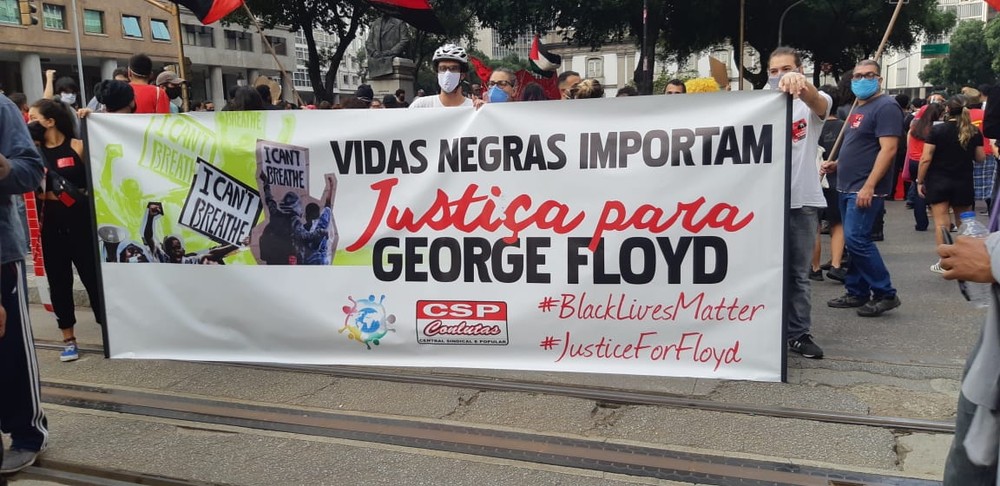 I CAN'T
BREATHE
BREATHE
I CAN'T
BREATHE
I CAN'T
BREATHE
VIDAS NEGRAS IMPORTAM
Justiça para
GEORGE FLOYD
CSP
Conlutas
CENTRAL SINDICAL E POPULAR
#BlackLivesMatter
#JusticeForFloyd